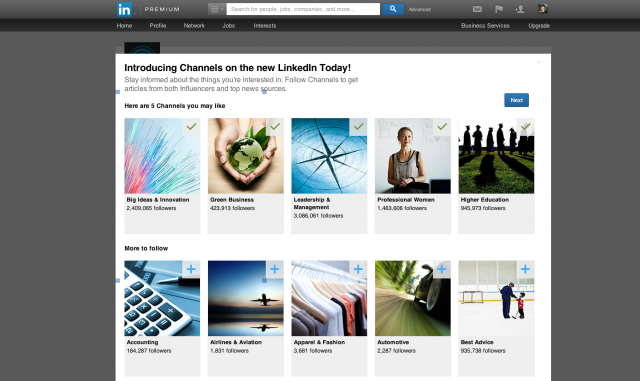 in PREMIUM Search for people, jobs, companies, and more... Advanced
Home Profile Network Jobs Interests Business Services Upgrade
Introducing Channels on the new LinkedIn Today!
Stay informed about the things you're interested in. Follow Channels to get
articles from both Influencers and top news sources.
Next
Here are 5 Channels you may like
Big Ideas & Innovation
2,409,065 followers
Green Business
423,913 followers
Leadership &
Management
3,086,061 followers
Professional Women
1,463,606 followers
Higher Education
945,973 followers
More to follow
Accounting
184,287 followers
Airlines & Aviation
1,831 followers
Apparel & Fashion
3,681 followers
Automotive
2,287 followers
Best Advice
935,738 followers